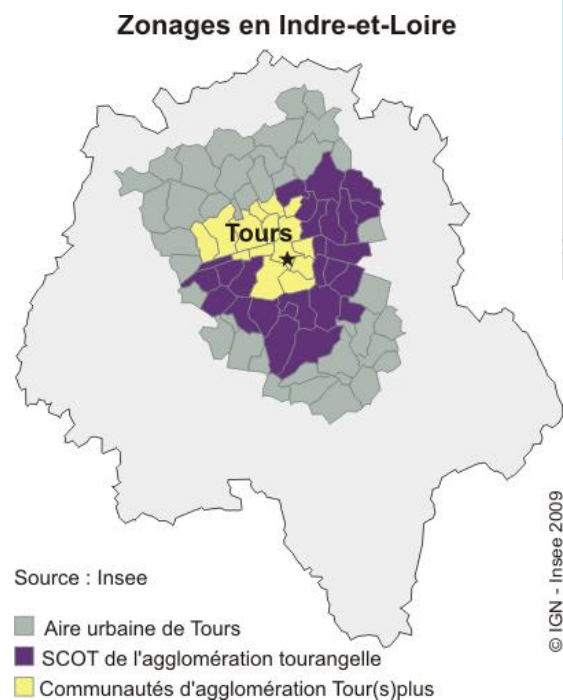 Zonages en Indre-et-Loire
Tours
Source : Insee
Aire urbaine de Tours
SCOT de l'agglomération tourangelle
Communautés d'agglomération Tour(s)plus
© IGN - Insee 2009